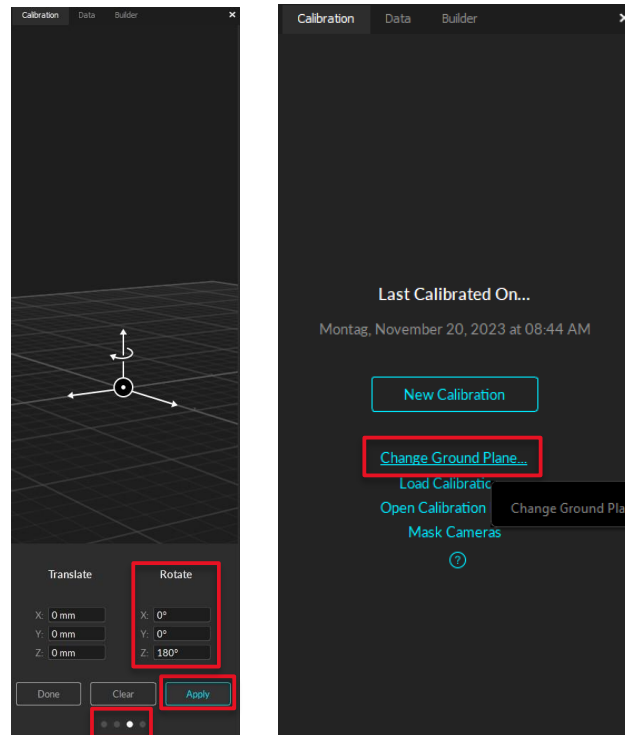 Calibration Data Builder ×
Translate Rotate
X: 0 mm X: 0°
Y: 0 mm Y: 0°
Z: 0 mm Z: 180°
Done Clear Apply
Calibration Data Builder
Last Calibrated On...
Montag, November 20, 2023 at 08:44 AM
New Calibration
Change Ground Plane...
Load Calibratio
Open Calibration
Change Ground Pla
Mask Cameras
?